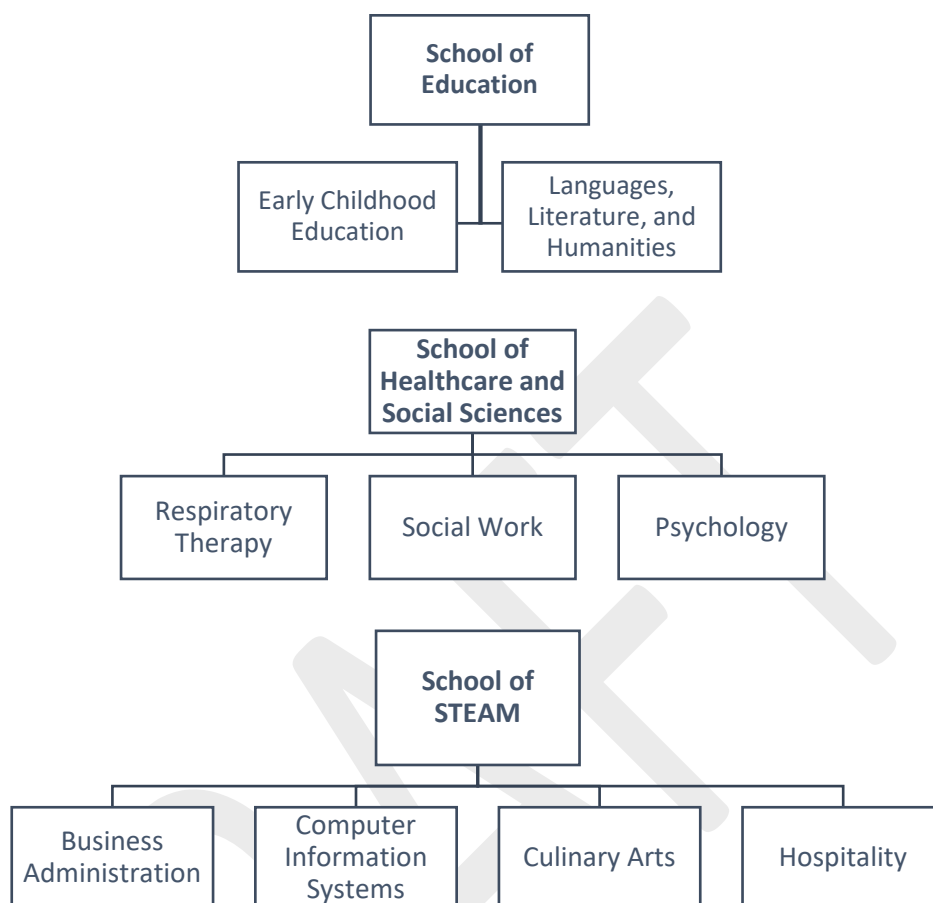 School of
Education
Early Childhood
Education
Languages,
Literature, and
Humanities
School of
Healthcare and
Social Sciences
Respiratory
Therapy
Social Work
Psychology
School of
STEAM
Business
Administration
Computer
Information
Systems
Culinary Arts
Hospitality
DRAFT